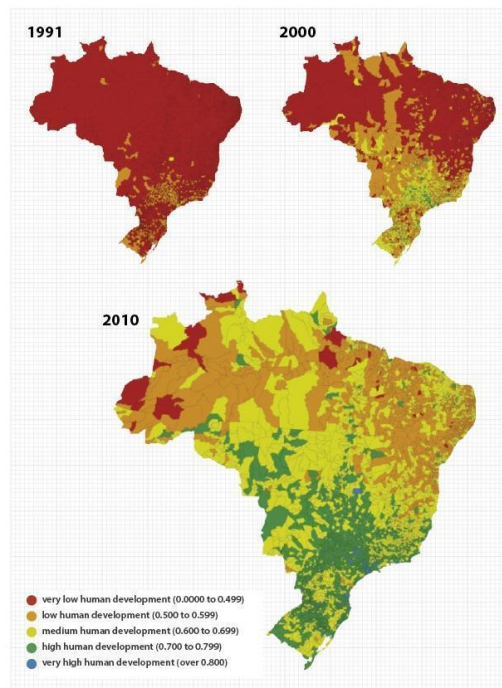 1991
2000
2010
very low human development (0.0000 to 0.499)
low human development (0.500 to 0.599)
medium human development (0.600 to 0.699)
high human development (0.700 to 0.799)
very high human development (over 0.800)